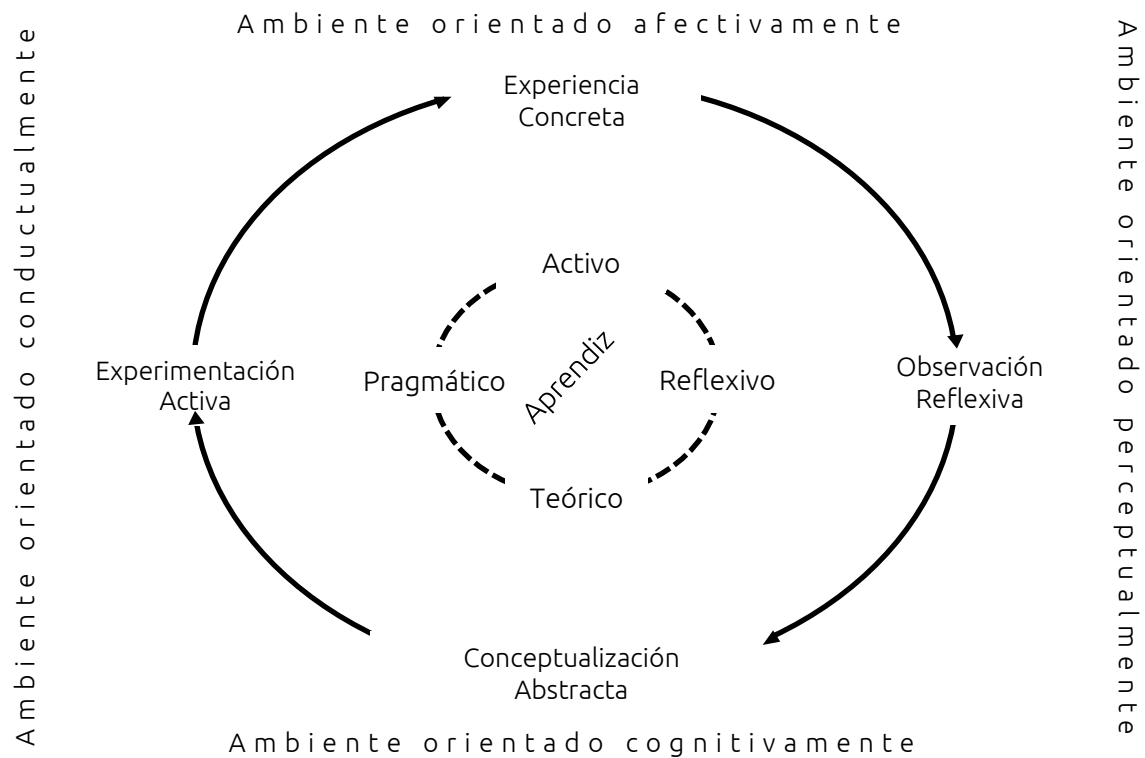 Ambiente orientado afectivamente
Ambiente orientado conductualmente
Ambiente orientado perceptualmente
Experiencia
Concreta
Activo
Aprendiz
Experimentación
Activa
Pragmático
Reflexivo
Observación
Reflexiva
Teórico
Conceptualización
Abstracta
Ambiente orientado cognitivamente